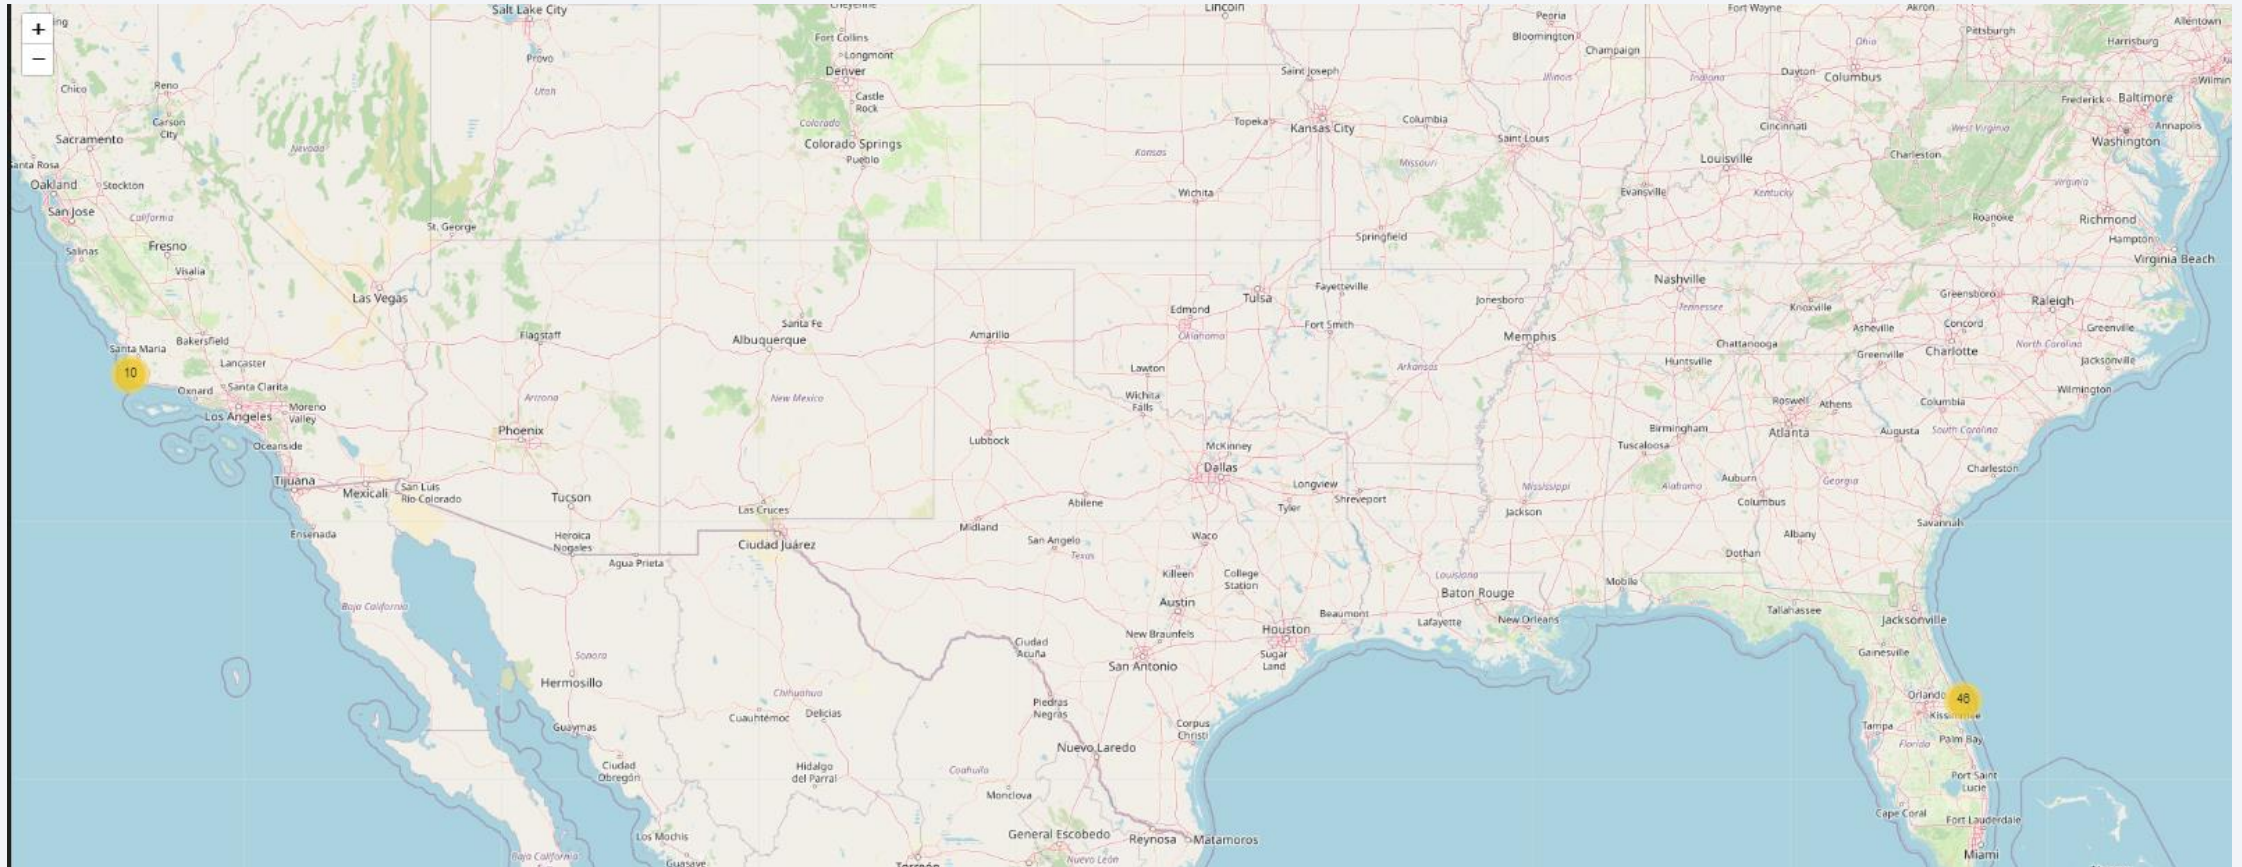 Salt Lake City
Cheyenne
Lincoln
Peoria
Fort Wayne
Akron
Allentown
+
Fort Collins
Bloomington
Pittsburgh
Harrisburg
Longmont
Ohio
Champaign
−
Provo
Denver
Saint Joseph
Illinois
Indiana
Dayton
Columbus
Chico
Reno
Utah
Castle
Rock
Frederick
Baltimore
Carson
City
Colorado
Topeka
Kansas City
Columbia
Cincinnati
West Virginia
Annapolis
Sacramento
Nevada
Colorado Springs
Kansas
Saint Louis
Washington
Pueblo
Missouri
Louisville
Charleston
Oakland
Stockton
Wichita
Evansville
Kentucky
Virginia
San Jose
California
St. George
Roanoke
Richmond
Fresno
Salinas
Springfield
Hampton
Visalia
Virginia Beach
Las Vegas
Tulsa
Fayetteville
Nashville
Jonesboro
Tennessee
Knoxville
Greensboro
Raleigh
Santa Fe
Edmond
Fort Smith
Asheville
Concord
Greenville
Santa Maria
Bakersfield
Flagstaff
Albuquerque
Amarillo
Oklahoma
Memphis
Chattanooga
Charlotte
North Carolina
10
Lancaster
Lawton
Arkansas
Huntsville
Greenville
Jacksonville
Oxnard
Santa Clarita
Arizona
New Mexico
Wichita
Falls
Roswell
Athens
Columbia
Wilmington
Los Angeles
Moreno
Valley
Phoenix
Lubbock
McKinney
Birmingham
Atlanta
Augusta
South Carolina
Oceanside
Dallas
Tuscaloosa
Charleston
Tijuana
Mexicali
San Luis
Río Colorado
Tucson
Longview
Shreveport
Mississippi
Alabama
Auburn
Georgia
Las Cruces
Abilene
Tyler
Jackson
Columbus
Savannah
Ensenada
Heroica
Nogales
Ciudad Juárez
Midland
San Angelo
Waco
Albany
Agua Prieta
Texas
Dothan
Killeen
College
Station
Louisiana
Mobile
Baja California
Austin
Beaumont
Baton Rouge
Tallahassee
Houston
Lafayette
New Orleans
Jacksonville
Ciudad
Acuña
New Braunfels
Sonora
San Antonio
Sugar
Land
Gainesville
Hermosillo
Chihuahua
Orlando
46
Cuauhtémoc
Delicias
Piedras
Negras
Guaymas
Corpus
Christi
Tampa
Florida
Palm Bay
Nuevo Laredo
Ciudad
Obregón
Hidalgo
del Parral
Coahuila
Port Saint
Lucie
Monclova
Cape Coral
Fort Lauderdale
Los Mochis
General Escobedo
Reynosa
Matamoros
Baja California
Guasave
Torreón
Nuevo León
Miami